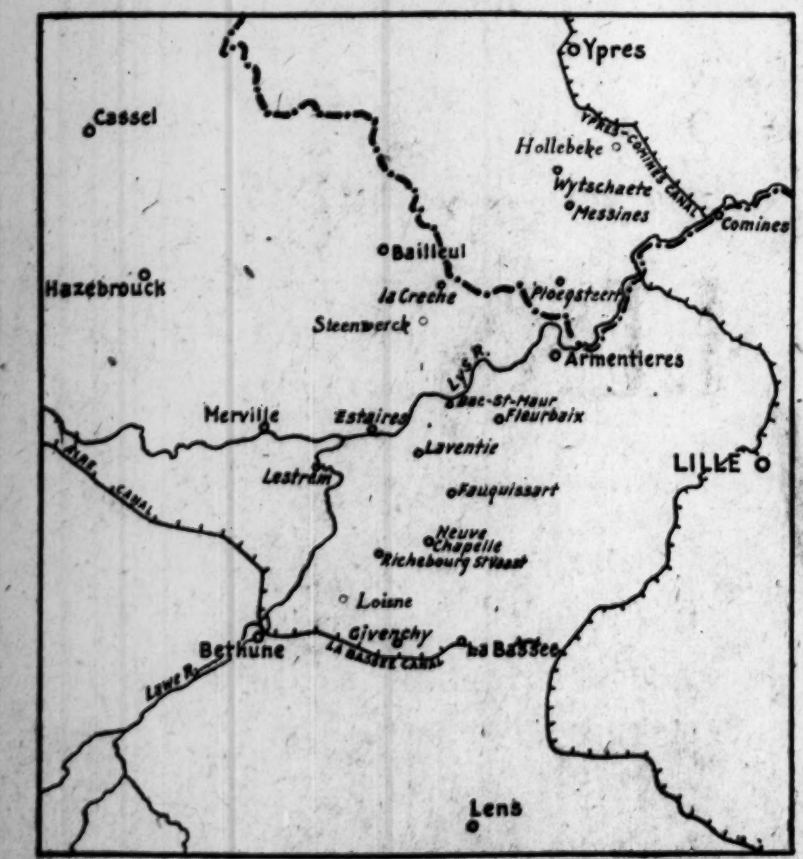 Ypres
Cassel
YPRES-COMINES CANAL
Hollebeke
Wytschaete
Messines
Comines
Bailleul
Hazebrouck
la Creche
Ploegsteert
Steenwerck
Armentieres
Lys. R.
Bac-St-Maur
Merville
Estaires
Fleurbaix
Laventie
LILLE
AIRE CANAL
Lestrem
Fauquissart
Neuve
Chapelle
Richebourg St Vaast
Loisne
Givenchy
Bethune
La Bassee
LA BASSEE CANAL
Lawe R.
Lens